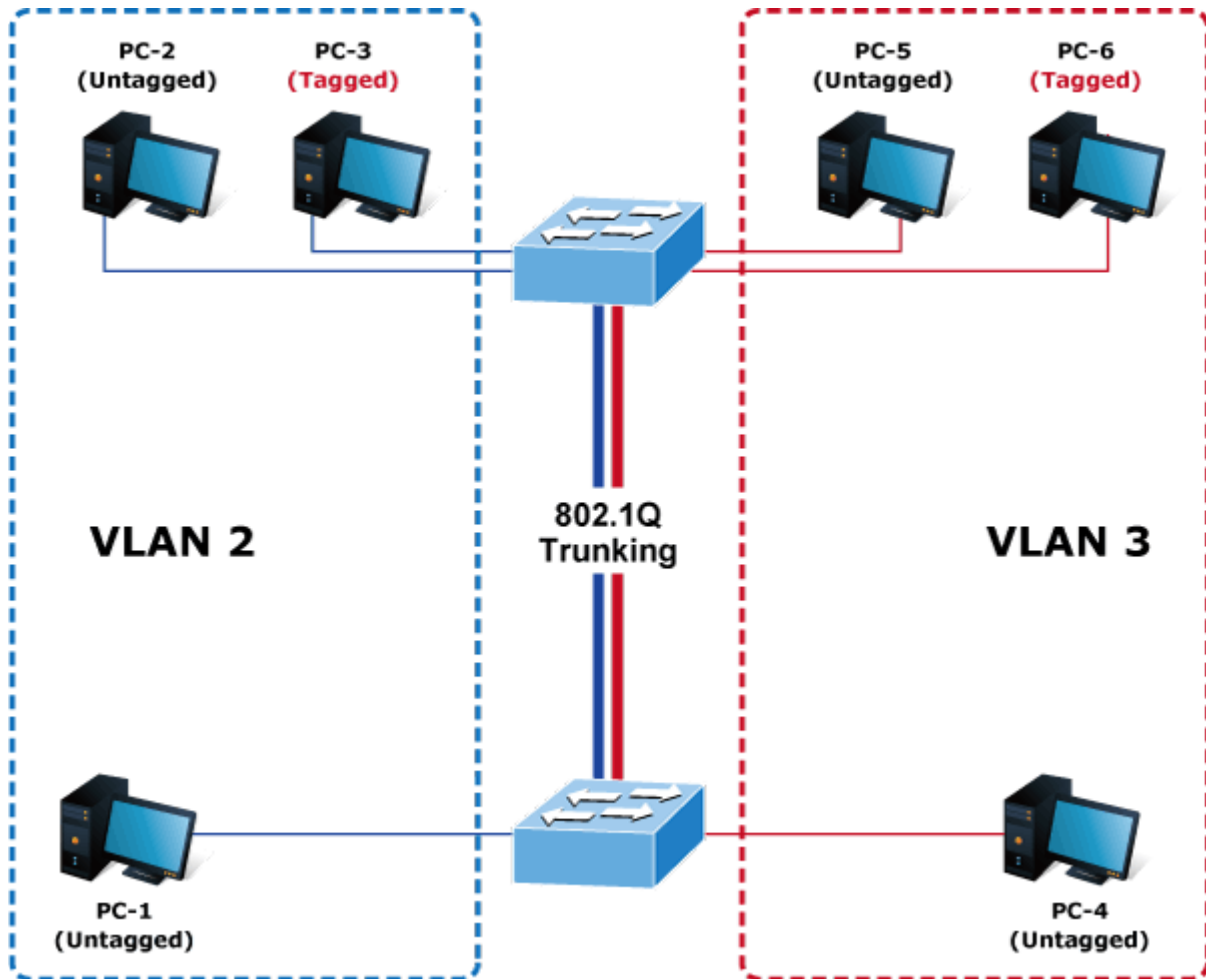 PC-2
(Untagged)
PC-3
(Tagged)
PC-5
(Untagged)
PC-6
(Tagged)
802.1Q
Trunking
VLAN 2
VLAN 3
PC-1
(Untagged)
PC-4
(Untagged)